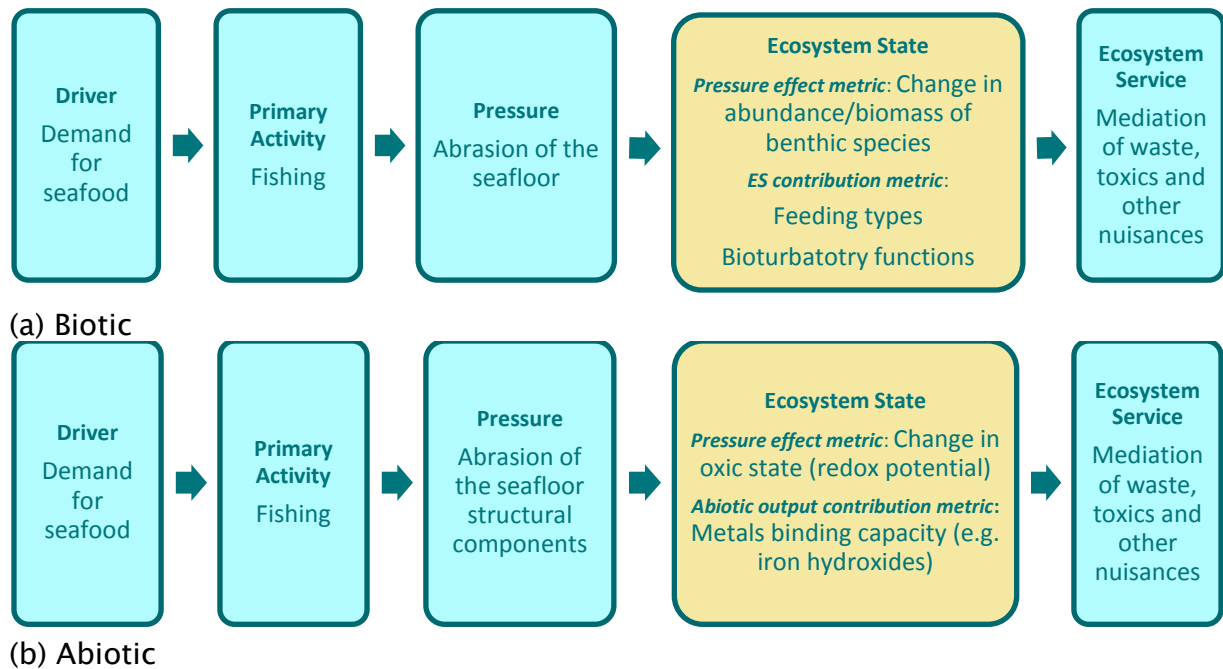 Driver
Demand
for
seafood
Primary
Activity
Fishing
Pressure
Abrasion of the
seafloor
Ecosystem State
Pressure effect metric: Change in
abundance/biomass of
benthic species
ES contribution metric:
Feeding types
Bioturbatotry functions
Ecosystem
Service
Mediation
of waste,
toxics and
other
nuisances
(a) Biotic
Driver
Demand
for
seafood
Primary
Activity
Fishing
Pressure
Abrasion of
the seafloor
structural
components
Ecosystem State
Pressure effect metric: Change in
oxic state (redox potential)
Abiotic output contribution metric:
Metals binding capacity (e.g.
iron hydroxides)
Ecosystem
Service
Mediation
of waste,
toxics and
other
nuisances
(b) Abiotic